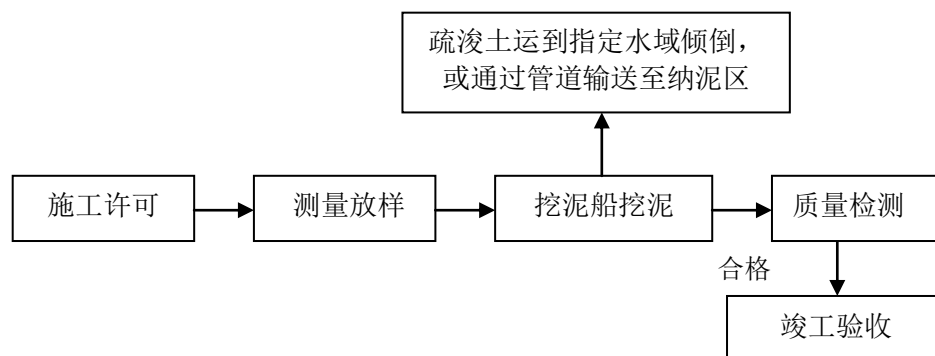 疏浚土运到指定水域倾倒，
或通过管道输送至纳泥区
施工许可
测量放样
挖泥船挖泥
质量检测
合格
竣工验收